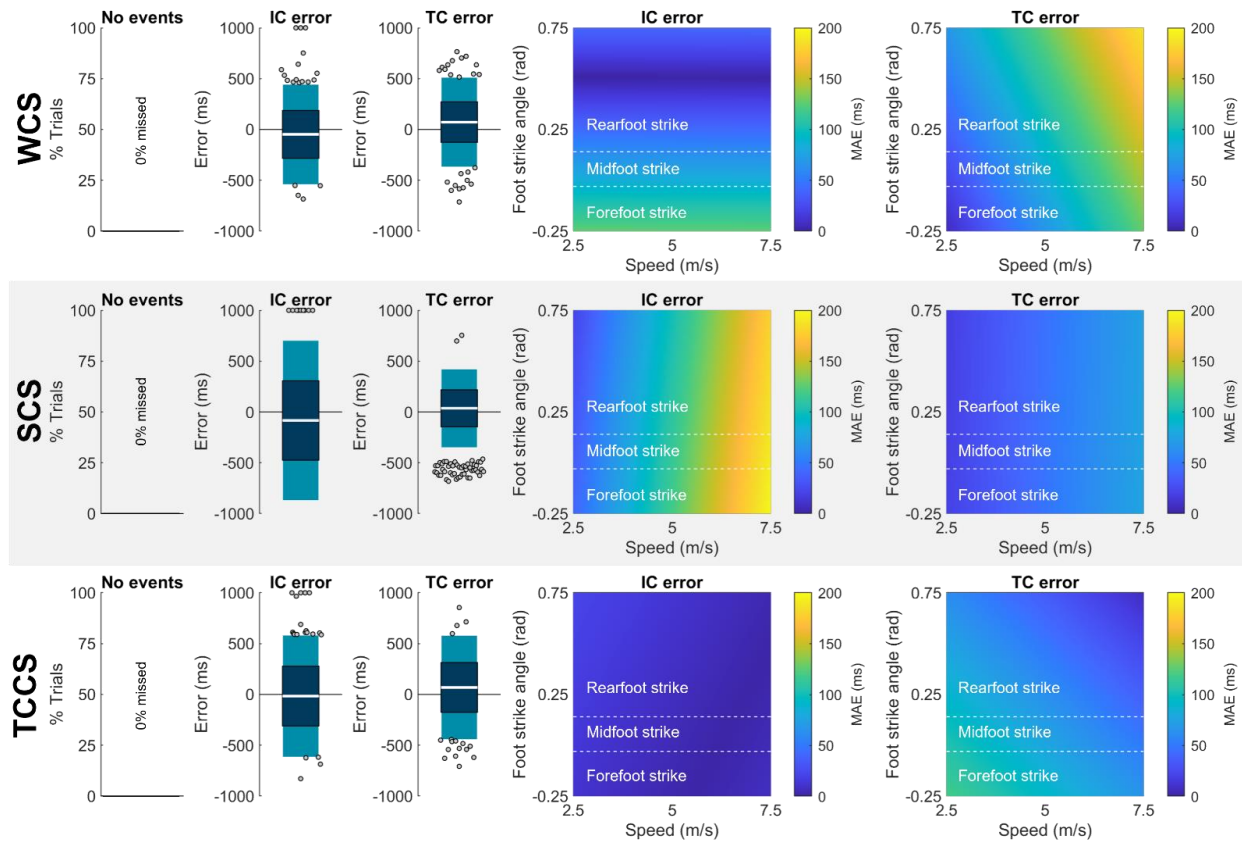 WCS
No events
% Trials
100
75
50
25
0
0% missed
IC error
Error (ms)
1000
500
0
-500
-1000
TC error
Error (ms)
1000
500
0
-500
-1000
IC error
Foot strike angle (rad)
0.75
0.25
-0.25
Rearfoot strike
Midfoot strike
Forefoot strike
2.5 5 7.5
Speed (m/s)
200
150
100
50
0
MAE (ms)
TC error
Foot strike angle (rad)
0.75
0.25
-0.25
Rearfoot strike
Midfoot strike
Forefoot strike
2.5 5 7.5
Speed (m/s)
200
150
100
50
0
MAE (ms)
SCS
No events
% Trials
100
75
50
25
0
0% missed
IC error
Error (ms)
1000
500
0
-500
-1000
TC error
Error (ms)
1000
500
0
-500
-1000
IC error
Foot strike angle (rad)
0.75
0.25
-0.25
Rearfoot strike
Midfoot strike
Forefoot strike
2.5 5 7.5
Speed (m/s)
200
150
100
50
0
MAE (ms)
TC error
Foot strike angle (rad)
0.75
0.25
-0.25
Rearfoot strike
Midfoot strike
Forefoot strike
2.5 5 7.5
Speed (m/s)
200
150
100
50
0
MAE (ms)
TCCS
No events
% Trials
100
75
50
25
0
0% missed
IC error
Error (ms)
1000
500
0
-500
-1000
TC error
Error (ms)
1000
500
0
-500
-1000
IC error
Foot strike angle (rad)
0.75
0.25
-0.25
Rearfoot strike
Midfoot strike
Forefoot strike
2.5 5 7.5
Speed (m/s)
200
150
100
50
0
MAE (ms)
TC error
Foot strike angle (rad)
0.75
0.25
-0.25
Rearfoot strike
Midfoot strike
Forefoot strike
2.5 5 7.5
Speed (m/s)
200
150
100
50
0
MAE (ms)